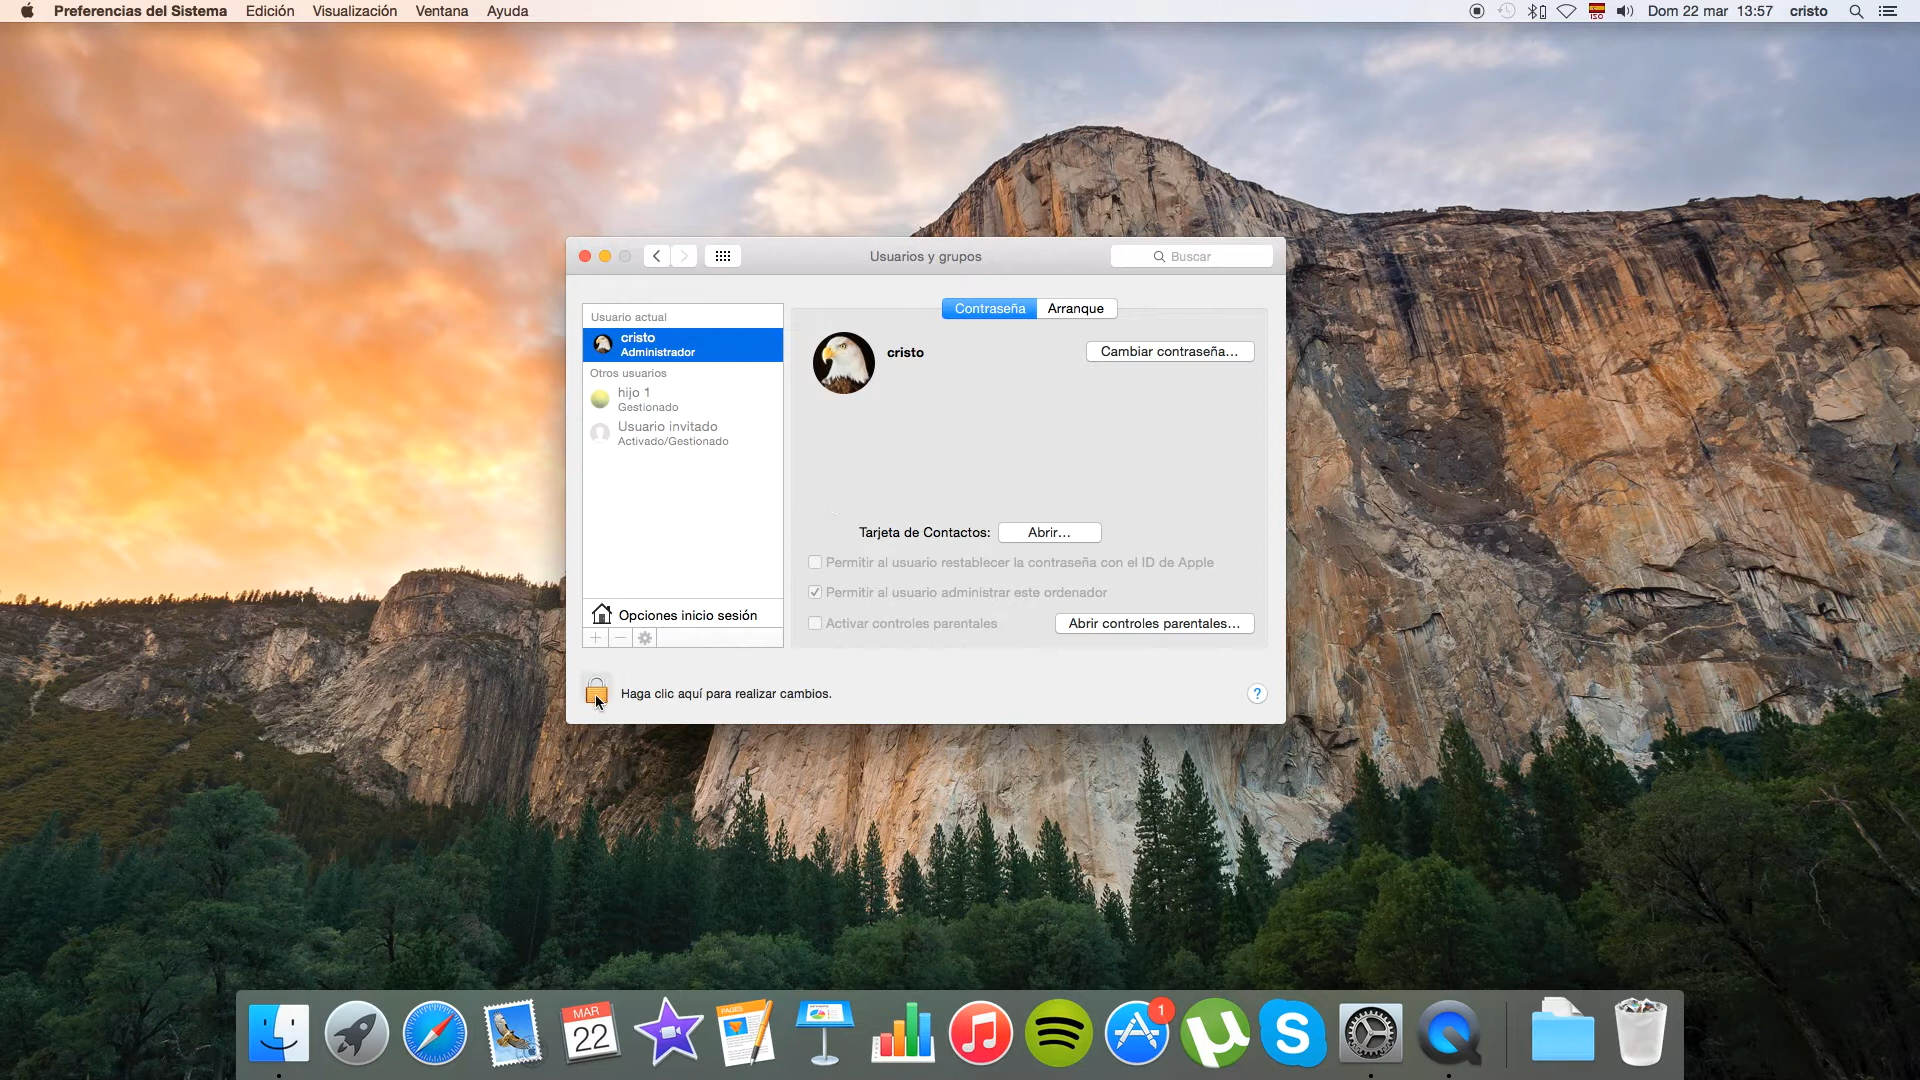 Preferencias del Sistema Edición Visualización Ventana Ayuda
ISO Dom 22 mar 13:57 cristo
Usuarios y grupos
Buscar
Contraseña Arranque
Usuario actual
cristo
Administrador
Otros usuarios
hijo 1
Gestionado
Usuario invitado
Activado/Gestionado
Opciones inicio sesión
cristo
Cambiar contraseña...
Tarjeta de Contactos: Abrir...
Permitir al usuario restablecer la contraseña con el ID de Apple
Permitir al usuario administrar este ordenador
Activar controles parentales
Abrir controles parentales...
Haga clic aquí para realizar cambios.
?
MAR
22
PAGES
1